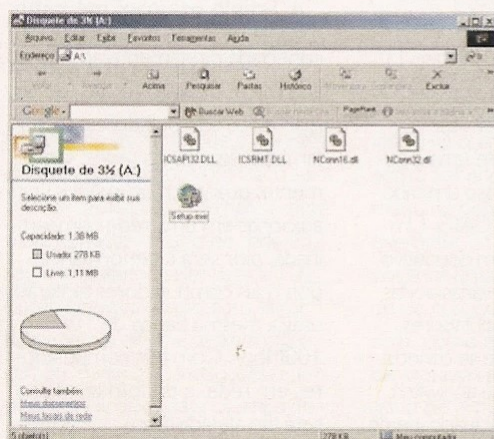 Disquete de 3½ (A:)
Arquivo Editar Exibir Favoritos Ferramentas Ajuda
Endereço A:\
Acima Pesquisar Pastas Histórico Excluir
Google Buscar Web PageRank
Disquete de 3½ (A:)
Selecione um item para exibir sua
descrição.
Capacidade: 1,38 MB
Usado: 278 KB
Livre: 1,11 MB
Consulte também:
Meus documentos
Meus locais de rede
ICSAPI32.DLL ICSRMT.DLL NConn16.dll NConn32.dll
Setup.exe
5 objeto(s) 278 KB Meu computador